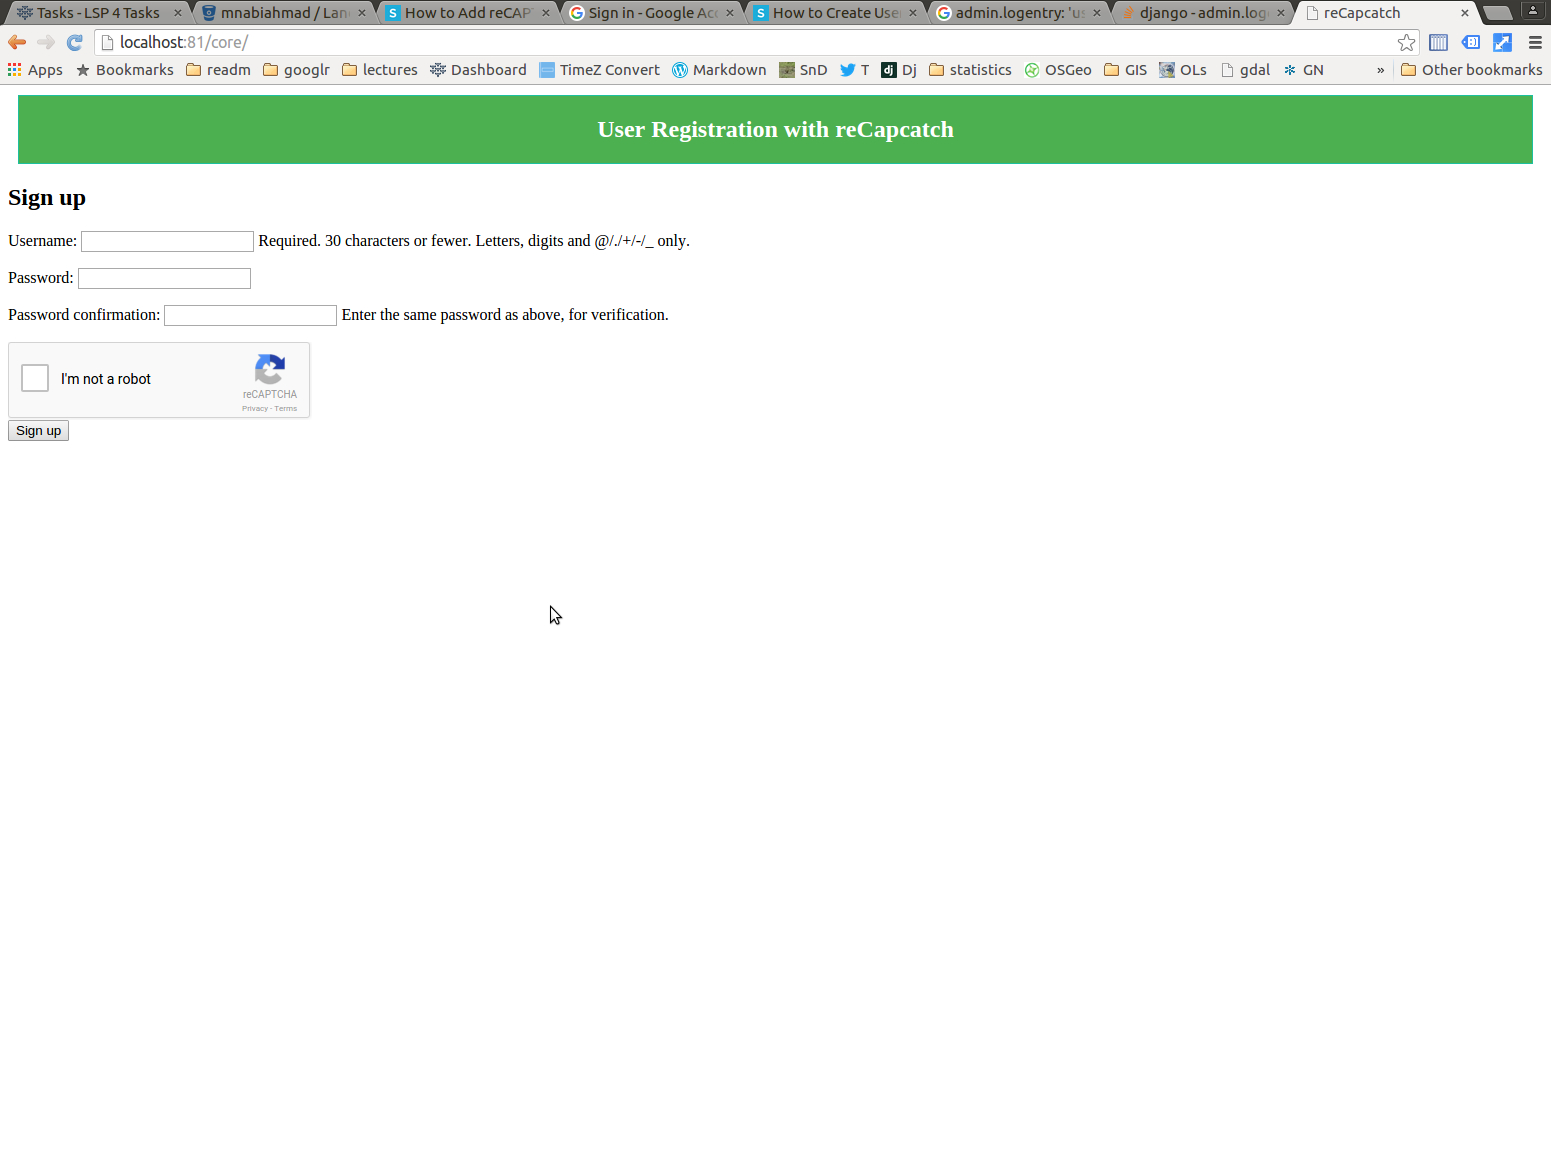 Tasks - LSP 4 Tasks mnabiahmad / Lan How to Add reCAP Sign in - Google Acc How to Create Use admin.logentry: 'us django - admin.log reCapcatch
localhost:81/core/
Apps Bookmarks readm googlr lectures Dashboard TimeZ Convert Markdown SnD T Dj statistics OSGeo GIS OLs gdal GN » Other bookmarks
User Registration with reCapcatch
Sign up
Username: Required. 30 characters or fewer. Letters, digits and @/./+/-/_ only.
Password:
Password confirmation: Enter the same password as above, for verification.
I'm not a robot
reCAPTCHA
Privacy - Terms
Sign up